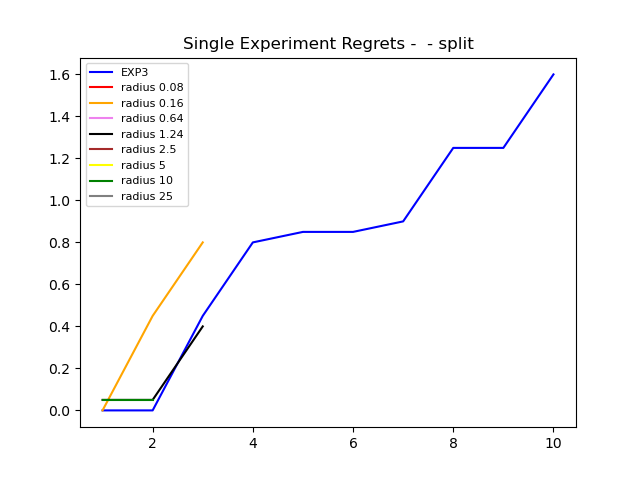 Single Experiment Regrets -  - split
EXP3
radius 0.08
radius 0.16
radius 0.64
radius 1.24
radius 2.5
radius 5
radius 10
radius 25
1.6
1.4
1.2
1.0
0.8
0.6
0.4
0.2
0.0
2 4 6 8 10